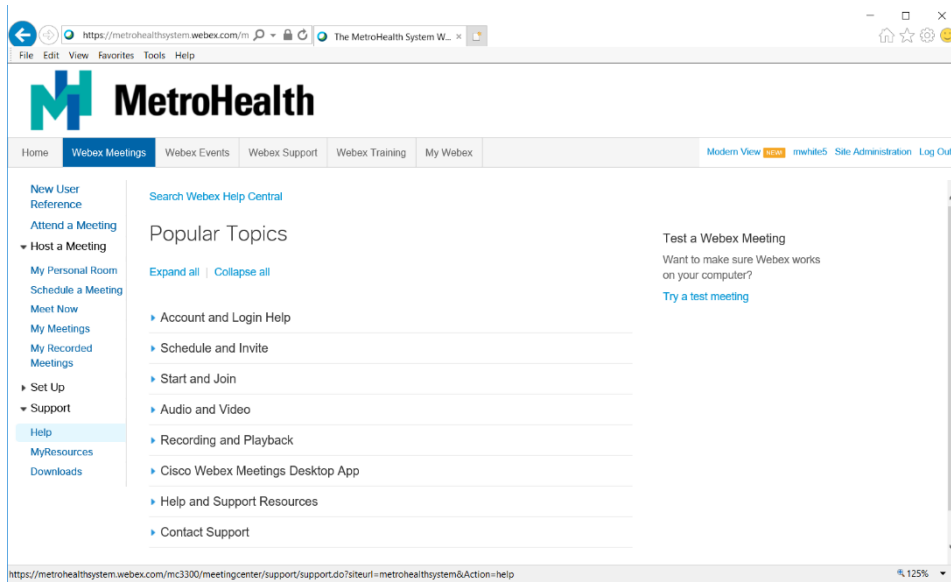 https://metrohealthsystem.webex.com/m
The MetroHealth System W...
File Edit View Favorites Tools Help
MetroHealth
Home Webex Meetings Webex Events Webex Support Webex Training My Webex Modern View NEW mwhite5 Site Administration Log Out
New User
Reference
Attend a Meeting
Host a Meeting
My Personal Room
Schedule a Meeting
Meet Now
My Meetings
My Recorded
Meetings
Set Up
Support
Help
MyResources
Downloads
Search Webex Help Central
Popular Topics
Expand all | Collapse all
Account and Login Help
Schedule and Invite
Start and Join
Audio and Video
Recording and Playback
Cisco Webex Meetings Desktop App
Help and Support Resources
Contact Support
Test a Webex Meeting
Want to make sure Webex works
on your computer?
Try a test meeting
https://metrohealthsystem.webex.com/mc3300/meetingcenter/support/support.do?siteurl=metrohealthsystem&Action=help
125%